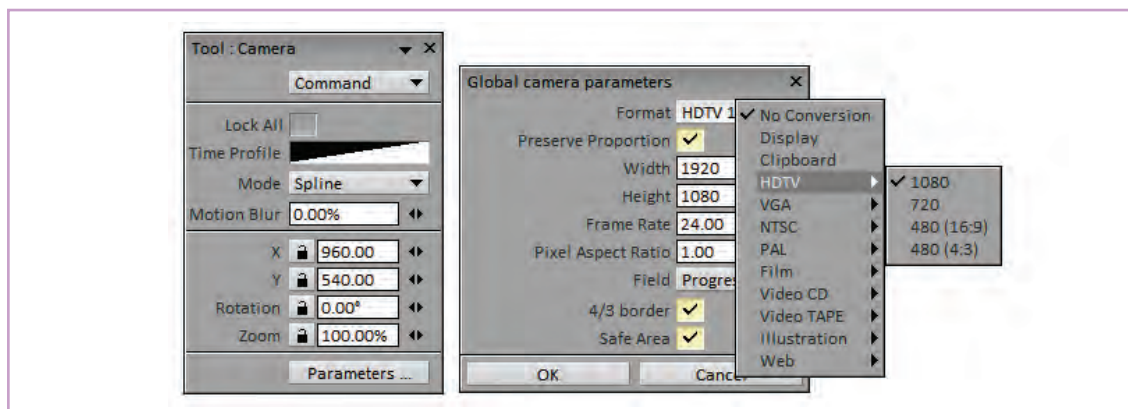 Tool : Camera
Command
Lock All
Time Profile
Mode Spline
Motion Blur 0.00%
X 960.00
Y 540.00
Rotation 0.00°
Zoom 100.00%
Parameters ...
Global camera parameters
Format HDTV 1
Preserve Proportion
Width 1920
Height 1080
Frame Rate 24.00
Pixel Aspect Ratio 1.00
Field Progres
4/3 border
Safe Area
OK Cancel
No Conversion
Display
Clipboard
HDTV
VGA
NTSC
PAL
Film
Video CD
Video TAPE
Illustration
Web
1080
720
480 (16:9)
480 (4:3)